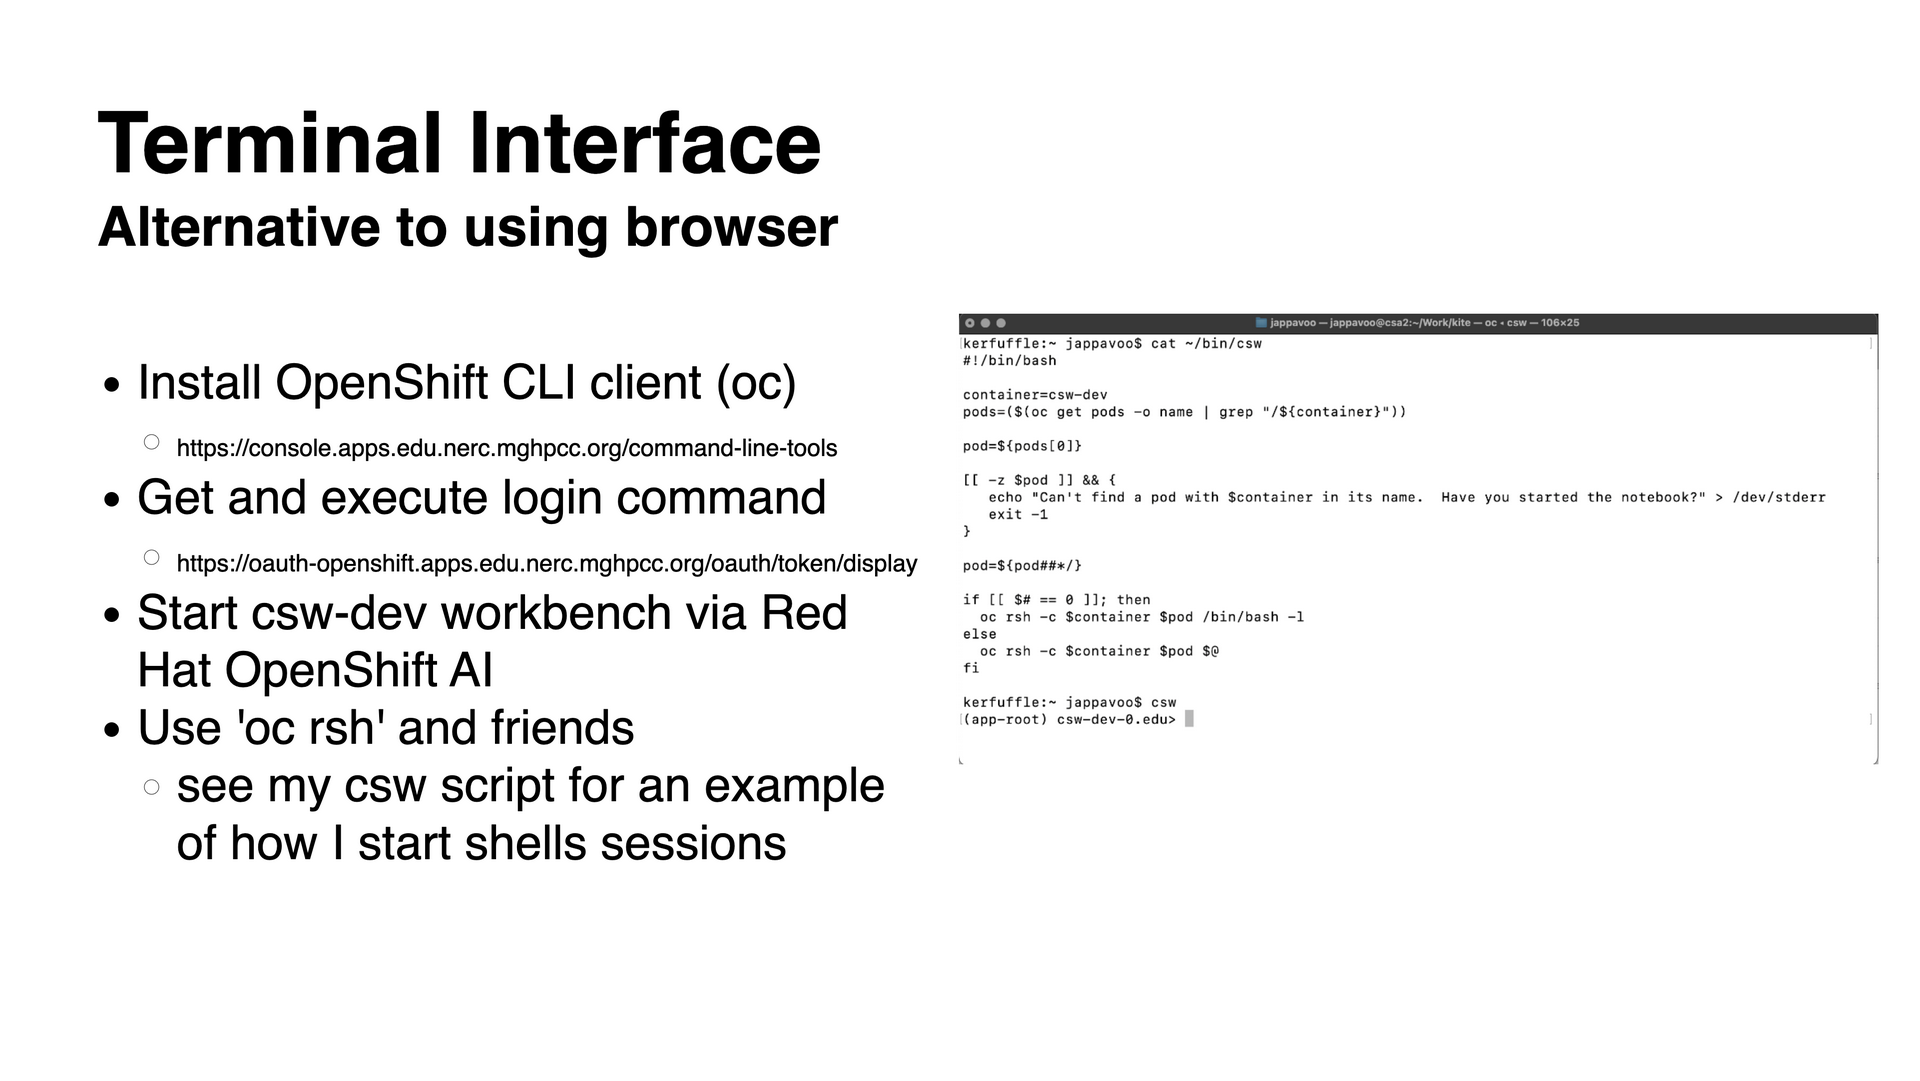 Terminal Interface
Alternative to using browser
• Install OpenShift CLI client (oc)
○ https://console.apps.edu.nerc.mghpcc.org/command-line-tools
• Get and execute login command
○ https://oauth-openshift.apps.edu.nerc.mghpcc.org/oauth/token/display
• Start csw-dev workbench via Red
Hat OpenShift AI
• Use 'oc rsh' and friends
○ see my csw script for an example
of how I start shells sessions
jappavoo — jappavoo@csa2:~/Work/kite — oc • csw — 106×25
[kerfuffle:~ jappavoo$ cat ~/bin/csw ]
#!/bin/bash

container=csw-dev
pods=($(oc get pods -o name | grep "/${container}"))

pod=${pods[0]}

[[ -z $pod ]] && {
   echo "Can't find a pod with $container in its name.  Have you started the notebook?" > /dev/stderr
   exit -1
}

pod=${pod##*/}

if [[ $# == 0 ]]; then
  oc rsh -c $container $pod /bin/bash -l
else
  oc rsh -c $container $pod $@
fi

kerfuffle:~ jappavoo$ csw
[(app-root) csw-dev-0.edu> ]